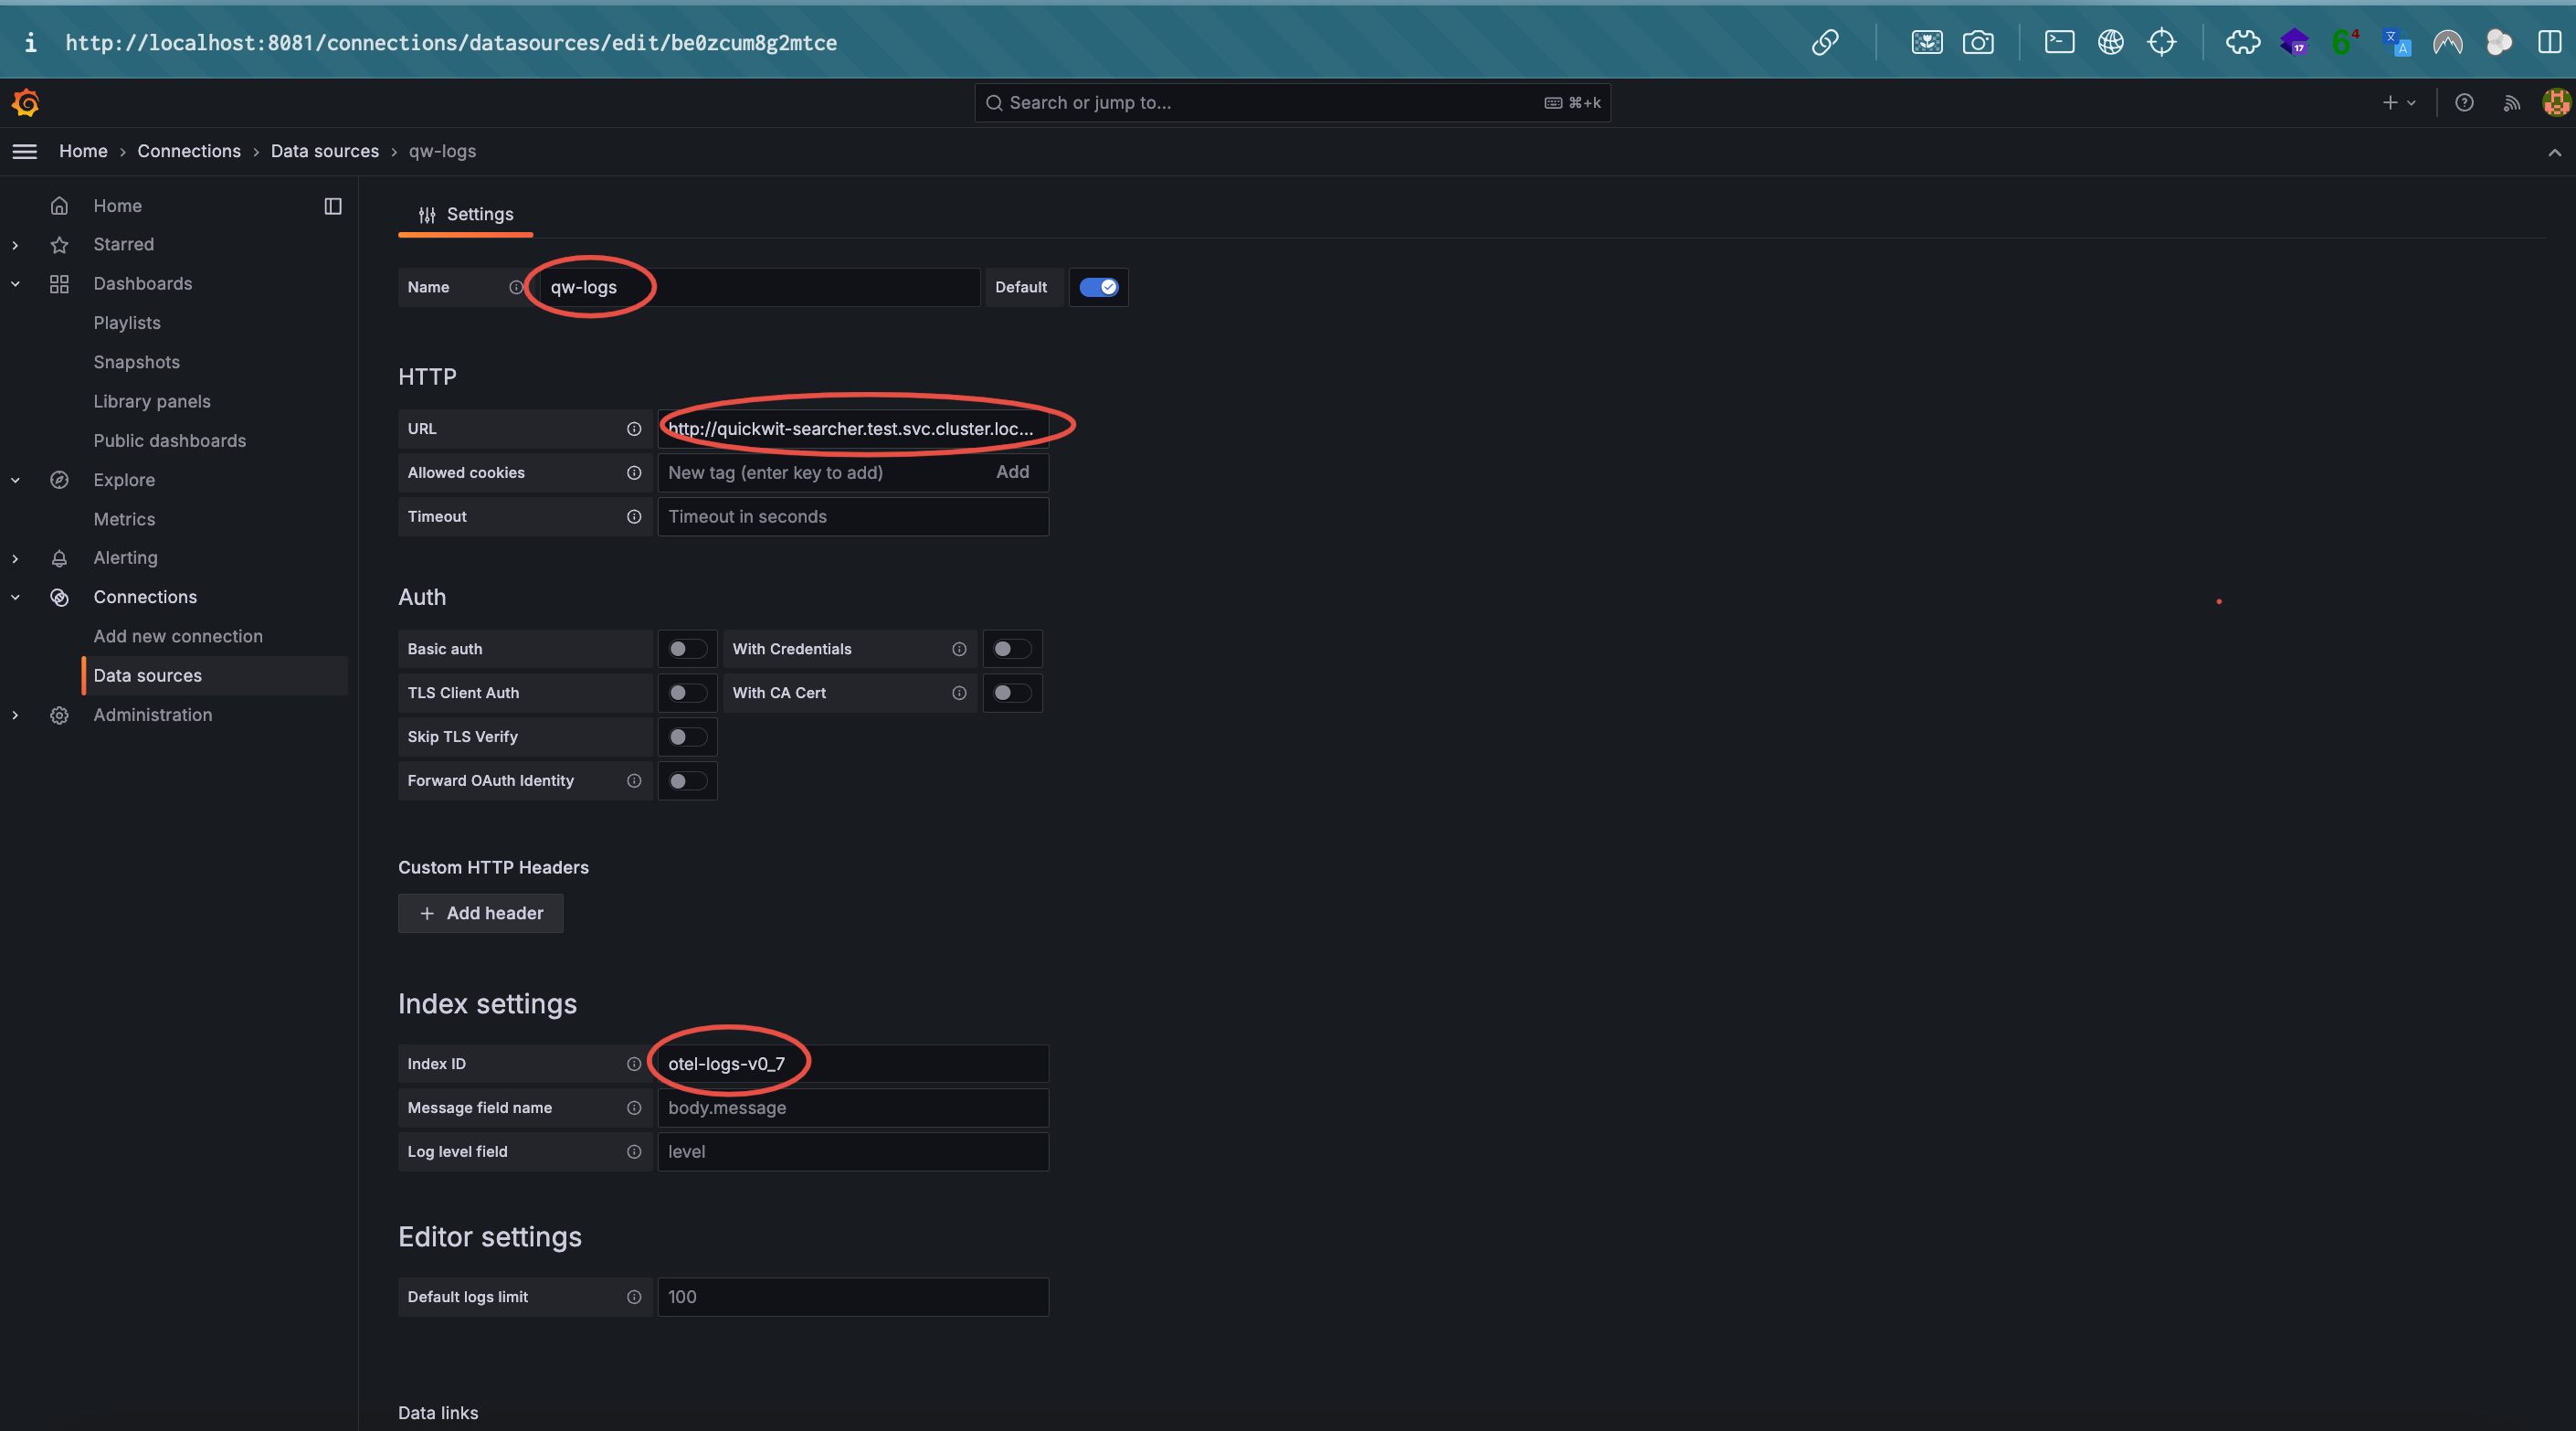 i http://localhost:8081/connections/datasources/edit/be0zcum8g2mtce
17 6 4 A
Search or jump to... ⌘+k
Home › Connections › Data sources › qw-logs
Home
Starred
Dashboards
Playlists
Snapshots
Library panels
Public dashboards
Explore
Metrics
Alerting
Connections
Add new connection
Data sources
Administration
Settings
Name qw-logs Default
HTTP
URL http://quickwit-searcher.test.svc.cluster.loc...
Allowed cookies New tag (enter key to add) Add
Timeout Timeout in seconds
Auth
Basic auth With Credentials
TLS Client Auth With CA Cert
Skip TLS Verify
Forward OAuth Identity
Custom HTTP Headers
+ Add header
Index settings
Index ID otel-logs-v0_7
Message field name body.message
Log level field level
Editor settings
Default logs limit 100
Data links